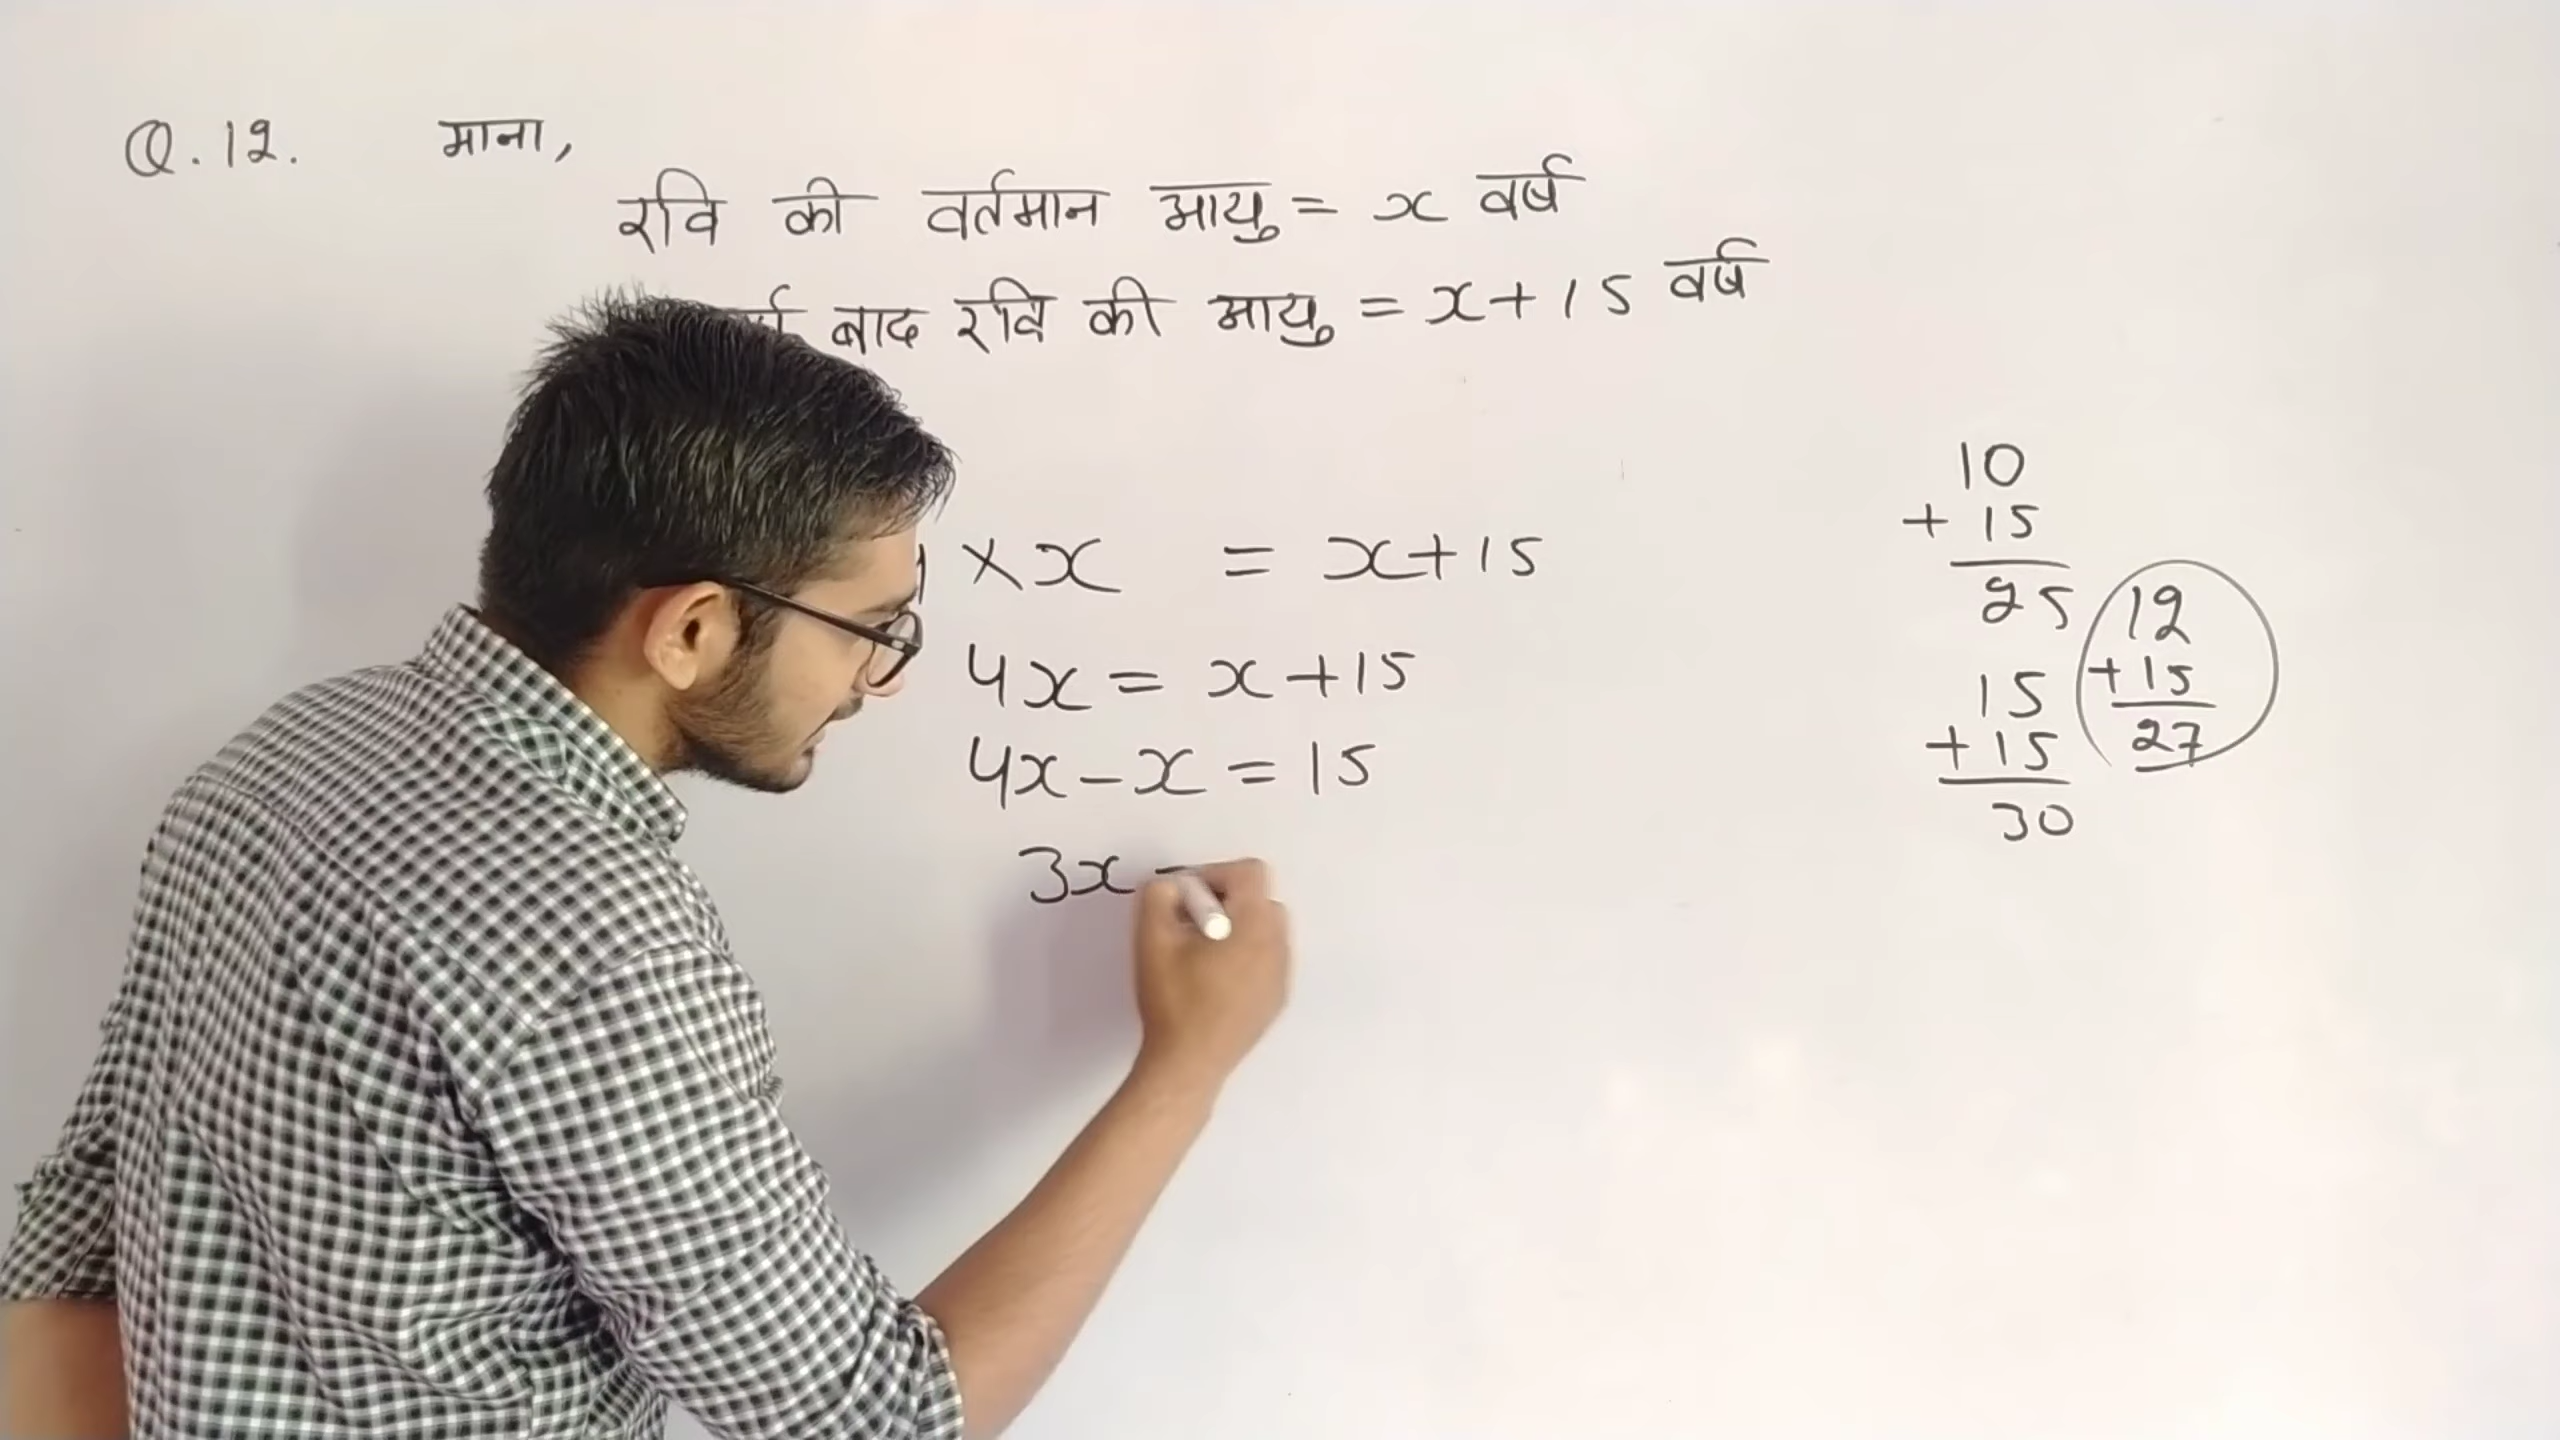 Q.12. माना,
रवि की वर्तमान आयु = x वर्ष
बाद रवि की आयु = x+15 वर्ष
× x = x+15
4x = x+15
4x-x = 15
3x
10
+ 15
25
15
+ 15
30
12
+ 15
27